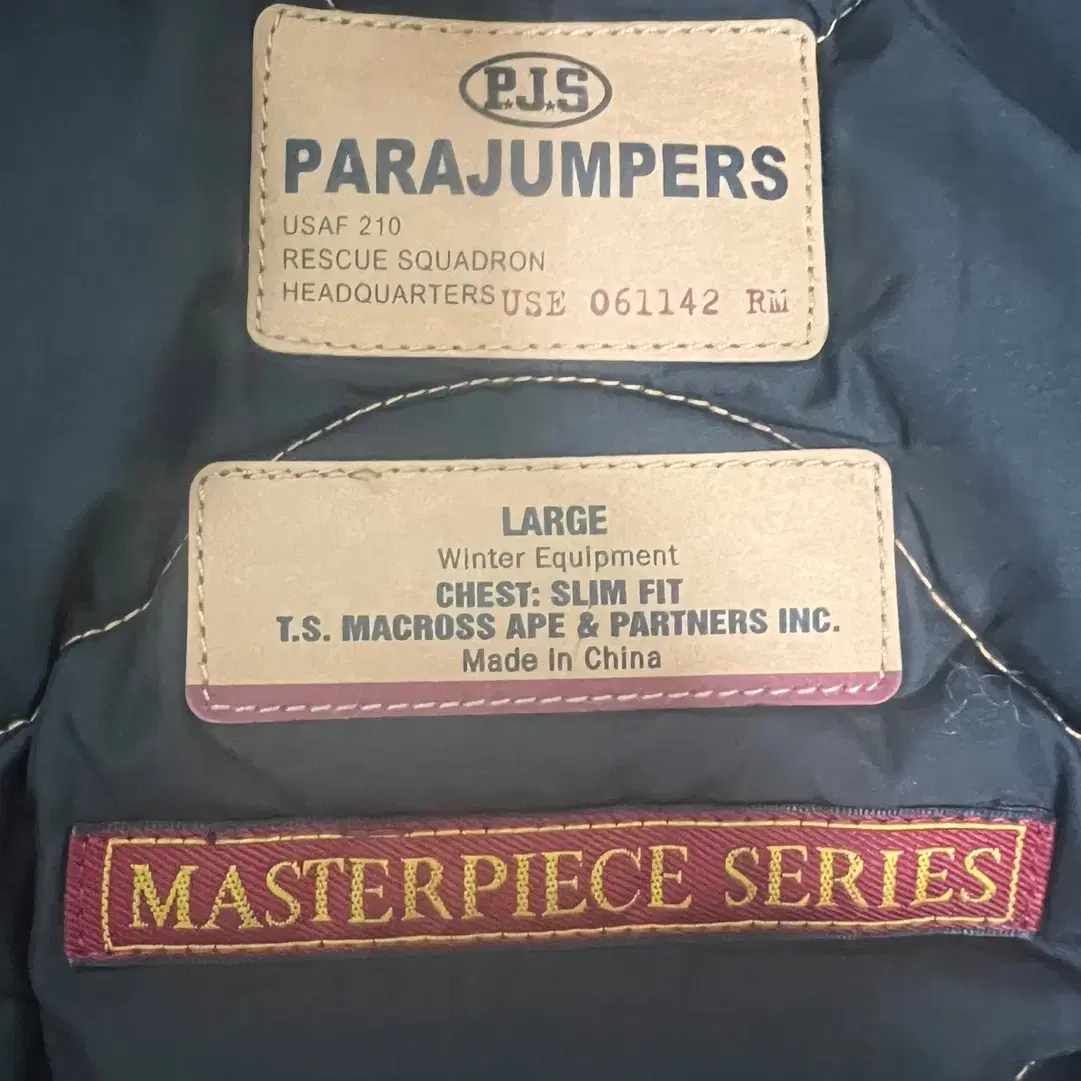 P.J.S
PARAJUMPERS
USAF 210
RESCUE SQUADRON
HEADQUARTERS USE 061142 RM
LARGE
Winter Equipment
CHEST: SLIM FIT
T.S. MACROSS APE & PARTNERS INC.
Made in China
MASTERPIECE SERIES